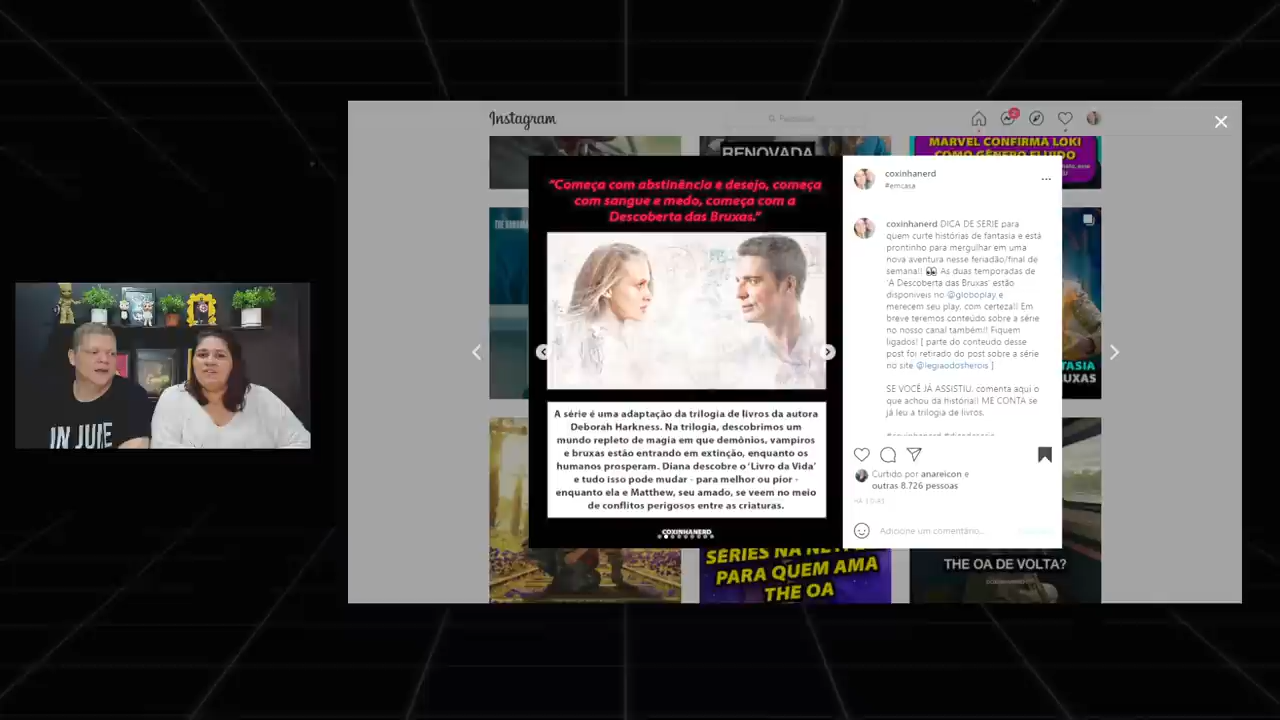 Instagram
Pesquisar
2
RENOVADA
MARVEL CONFIRMA LOKI
COMO GÊNERO FLUIDO
"Começa com abstinência e desejo, começa
com sangue e medo, começa com a
Descoberta das Bruxas."
A série é uma adaptação da trilogia de livros da autora
Deborah Harkness. Na trilogia, descobrimos um
mundo repleto de magia em que demônios, vampiros
e bruxas estão entrando em extinção, enquanto os
humanos prosperam. Diana descobre o 'Livro da Vida'
e tudo isso pode mudar - para melhor ou pior -
enquanto ela e Matthew, seu amado, se veem no meio
de conflitos perigosos entre as criaturas.
COXINHANERD
coxinhanerd
#emcasa
coxinhanerd DICA DE SERIE para
quem curte histórias de fantasia e está
prontinho para mergulhar em uma
nova aventura nesse feriadão/final de
semana!! 👀 As duas temporadas de
'A Descoberta das Bruxas' estão
disponíveis no @globoplay e
merecem seu play, com certeza!! Em
breve teremos conteúdo sobre a série
no nosso canal também!! Fiquem
ligados! [ parte do conteudo desse
post foi retirado do post sobre a série
no site @legiaodosherois ]
SE VOCÊ JÁ ASSISTIU, comenta aqui o
que achou da história!! ME CONTA se
já leu a trilogia de livros.
#coxinhanerd #dicadeserie
Curtido por anareicon e
outras 8.726 pessoas
Adicione um comentário...
UXAS
SÉRIES NA NETFLIX
PARA QUEM AMA
THE OA
THE OA DE VOLTA?
IN JUNE